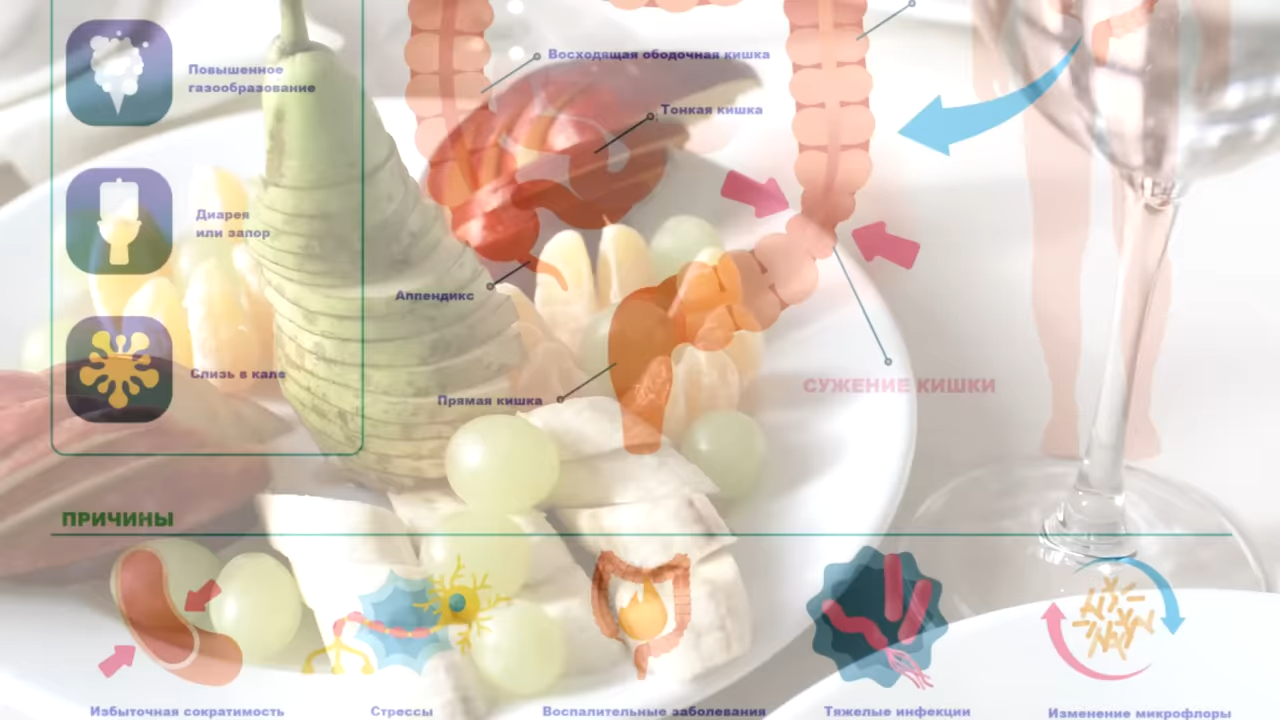 Восходящая ободочная кишка
Повышенное
газообразование
Тонкая кишка
Диарея
или запор
Аппендикс
Слизь в кале
СУЖЕНИЕ КИШКИ
Прямая кишка
ПРИЧИНЫ
Избыточная сократимость
Стрессы
Воспалительные заболевания
Тяжелые инфекции
Изменение микрофлоры